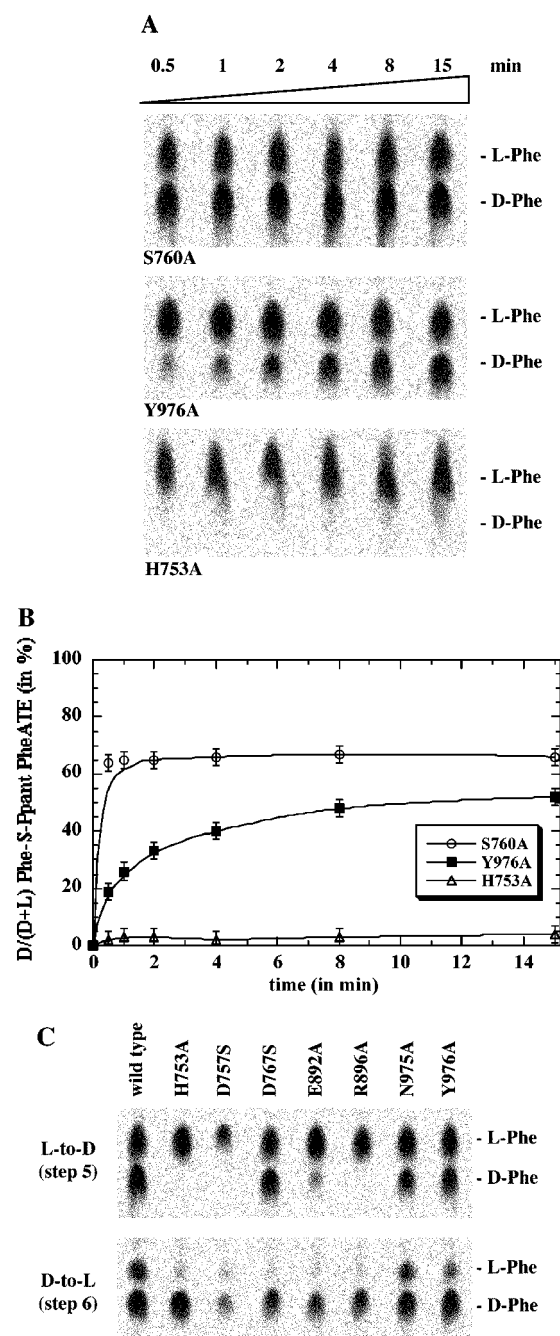 A
0.5 1 2 4 8 15 min
- L-Phe
- D-Phe
S760A
- L-Phe
- D-Phe
Y976A
- L-Phe
- D-Phe
H753A
B
D/(D+L) Phe-S-Ppant PheATE (in %)
100
80
60
40
20
0
S760A
Y976A
H753A
0 2 4 6 8 10 12 14
time (in min)
C
wild type H753A D757S D767S E892A R896A N975A Y976A
L-to-D
(step 5)
- L-Phe
- D-Phe
D-to-L
(step 6)
- L-Phe
- D-Phe